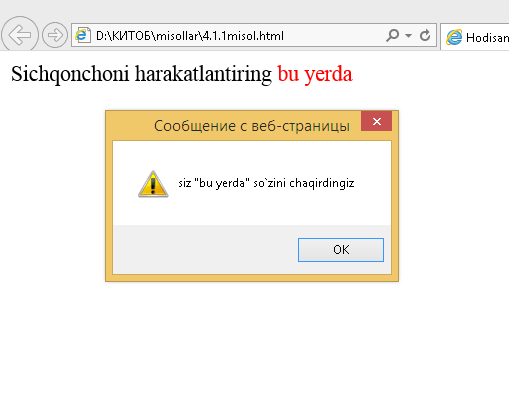 D:\КИТОБ\misollar\4.1.1misol.html
Hodisan
Sichqonchoni harakatlantiring bu yerda
Сообщение с веб-страницы
siz "bu yerda" so`zini chaqirdingiz
OK